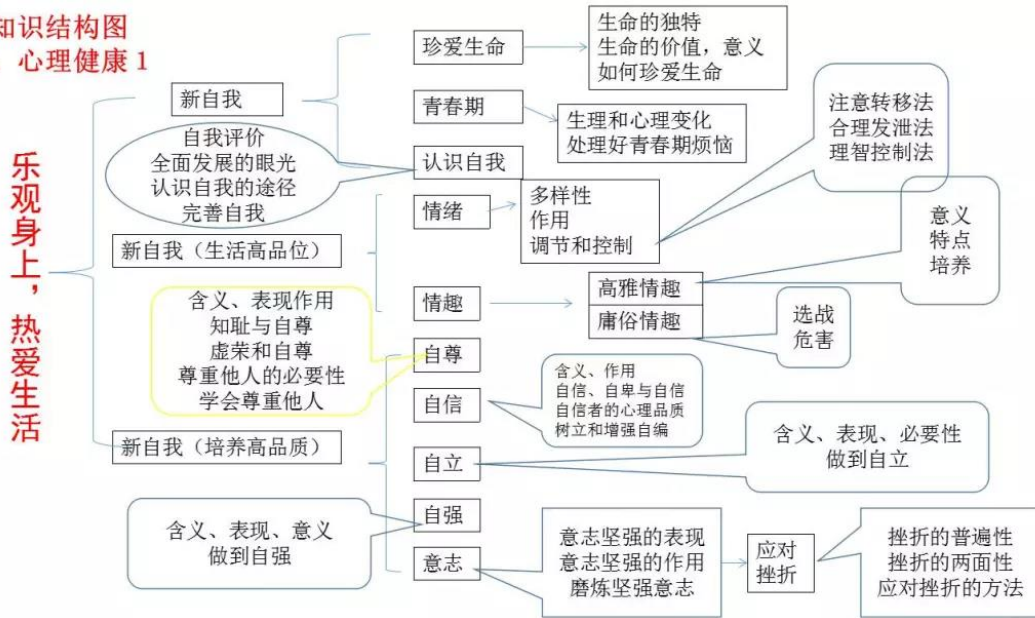 知识结构图
心理健康 1
乐观身上，热爱生活
新自我
自我评价
全面发展的眼光
认识自我的途径
完善自我
珍爱生命
生命的独特
生命的价值，意义
如何珍爱生命
青春期
生理和心理变化
处理好青春期烦恼
认识自我
新自我（生活高品位）
情绪
多样性
作用
调节和控制
注意转移法
合理发泄法
理智控制法
情趣
高雅情趣
庸俗情趣
意义
特点
培养
选战
危害
新自我（培养高品质）
含义、表现作用
知耻与自尊
虚荣和自尊
尊重他人的必要性
学会尊重他人
自尊
自信
含义、作用
自信、自卑与自信
自信者的心理品质
树立和增强自编
自立
含义、表现、必要性
做到自立
自强
含义、表现、意义
做到自强
意志
意志坚强的表现
意志坚强的作用
磨炼坚强意志
应对
挫折
挫折的普遍性
挫折的两面性
应对挫折的方法